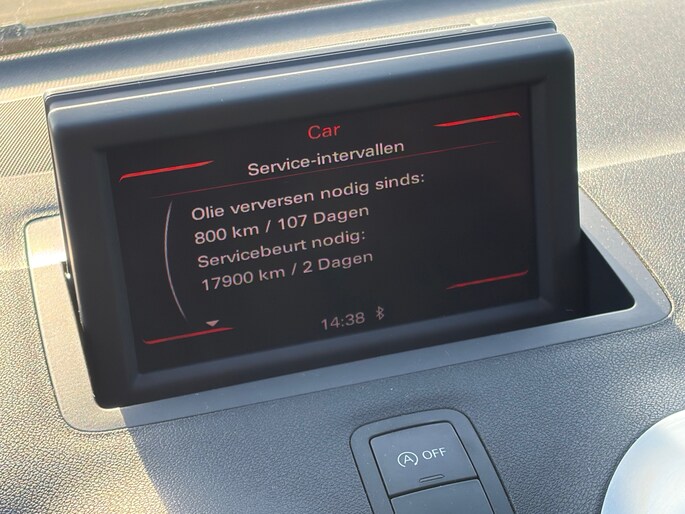 Car
Service-intervallen
Olie verversen nodig sinds:
800 km / 107 Dagen
Servicebeurt nodig:
17900 km / 2 Dagen
14:38
A OFF